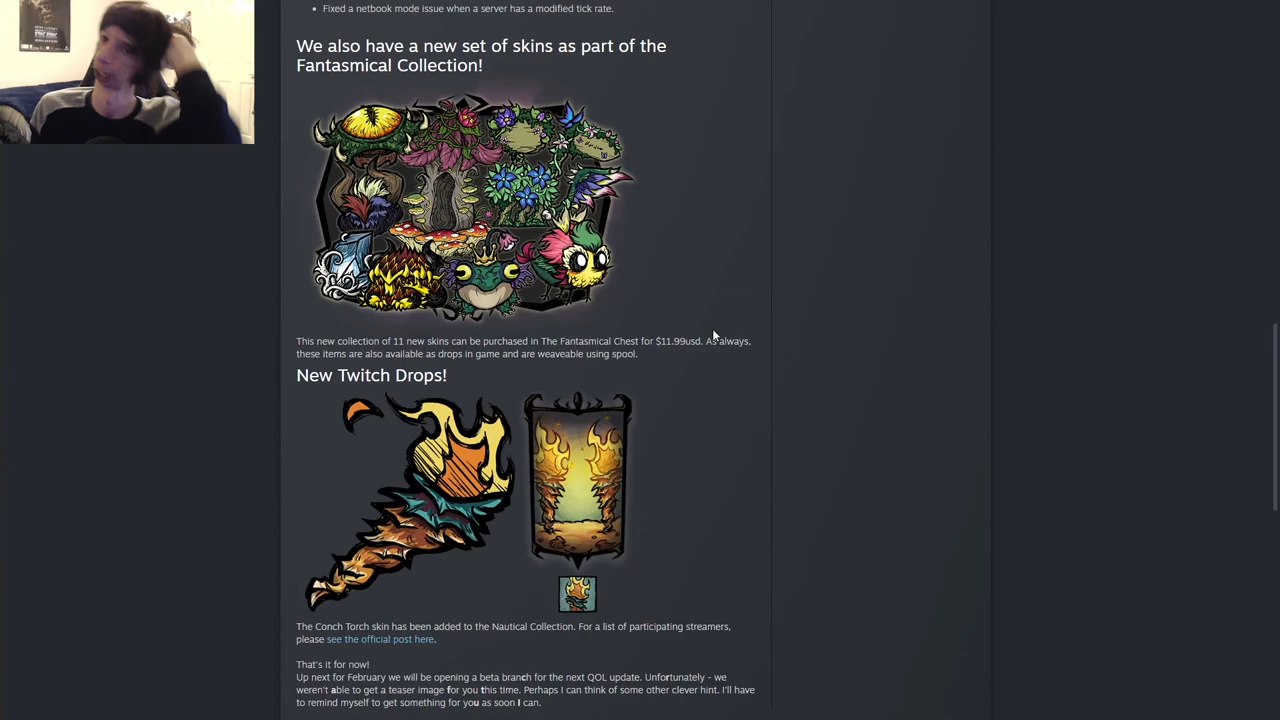 Fixed a netbook mode issue when a server has a modified tick rate.
We also have a new set of skins as part of the
Fantasmical Collection!
This new collection of 11 new skins can be purchased in The Fantasmical Chest for $11.99usd. As always,
these items are also available as drops in game and are weaveable using spool.
New Twitch Drops!
The Conch Torch skin has been added to the Nautical Collection. For a list of participating streamers,
please see the official post here.
That's it for now!
Up next for February we will be opening a beta branch for the next QOL update. Unfortunately - we
weren't able to get a teaser image for you this time. Perhaps I can think of some other clever hint. I'll have
to remind myself to get something for you as soon I can.